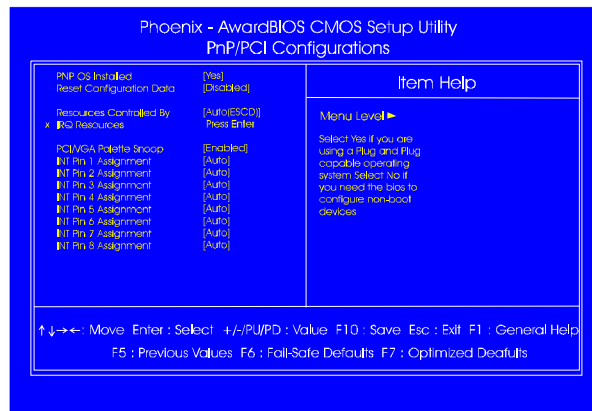 Phoenix - AwardBIOS CMOS Setup Utility
PnP/PCI Configurations
PNP OS Installed [Yes]
Reset Configuration Data [Disabled]
Resources Controlled By [Auto(ESCD)]
x IRQ Resources Press Enter
PCI/VGA Palette Snoop [Enabled]
INT Pin 1 Assignment [Auto]
INT Pin 2 Assignment [Auto]
INT Pin 3 Assignment [Auto]
INT Pin 4 Assignment [Auto]
INT Pin 5 Assignment [Auto]
INT Pin 6 Assignment [Auto]
INT Pin 7 Assignment [Auto]
INT Pin 8 Assignment [Auto]
Item Help
Menu Level ►
Select Yes if you are
using a Plug and Plug
capable operating
system Select No if
you need the bios to
configure non-boot
devices
↑↓→←: Move Enter : Select +/-/PU/PD : Value F10 : Save Esc : Exit F1 : General Help
F5 : Previous Values F6 : Fail-Safe Defaults F7 : Optimized Deafults